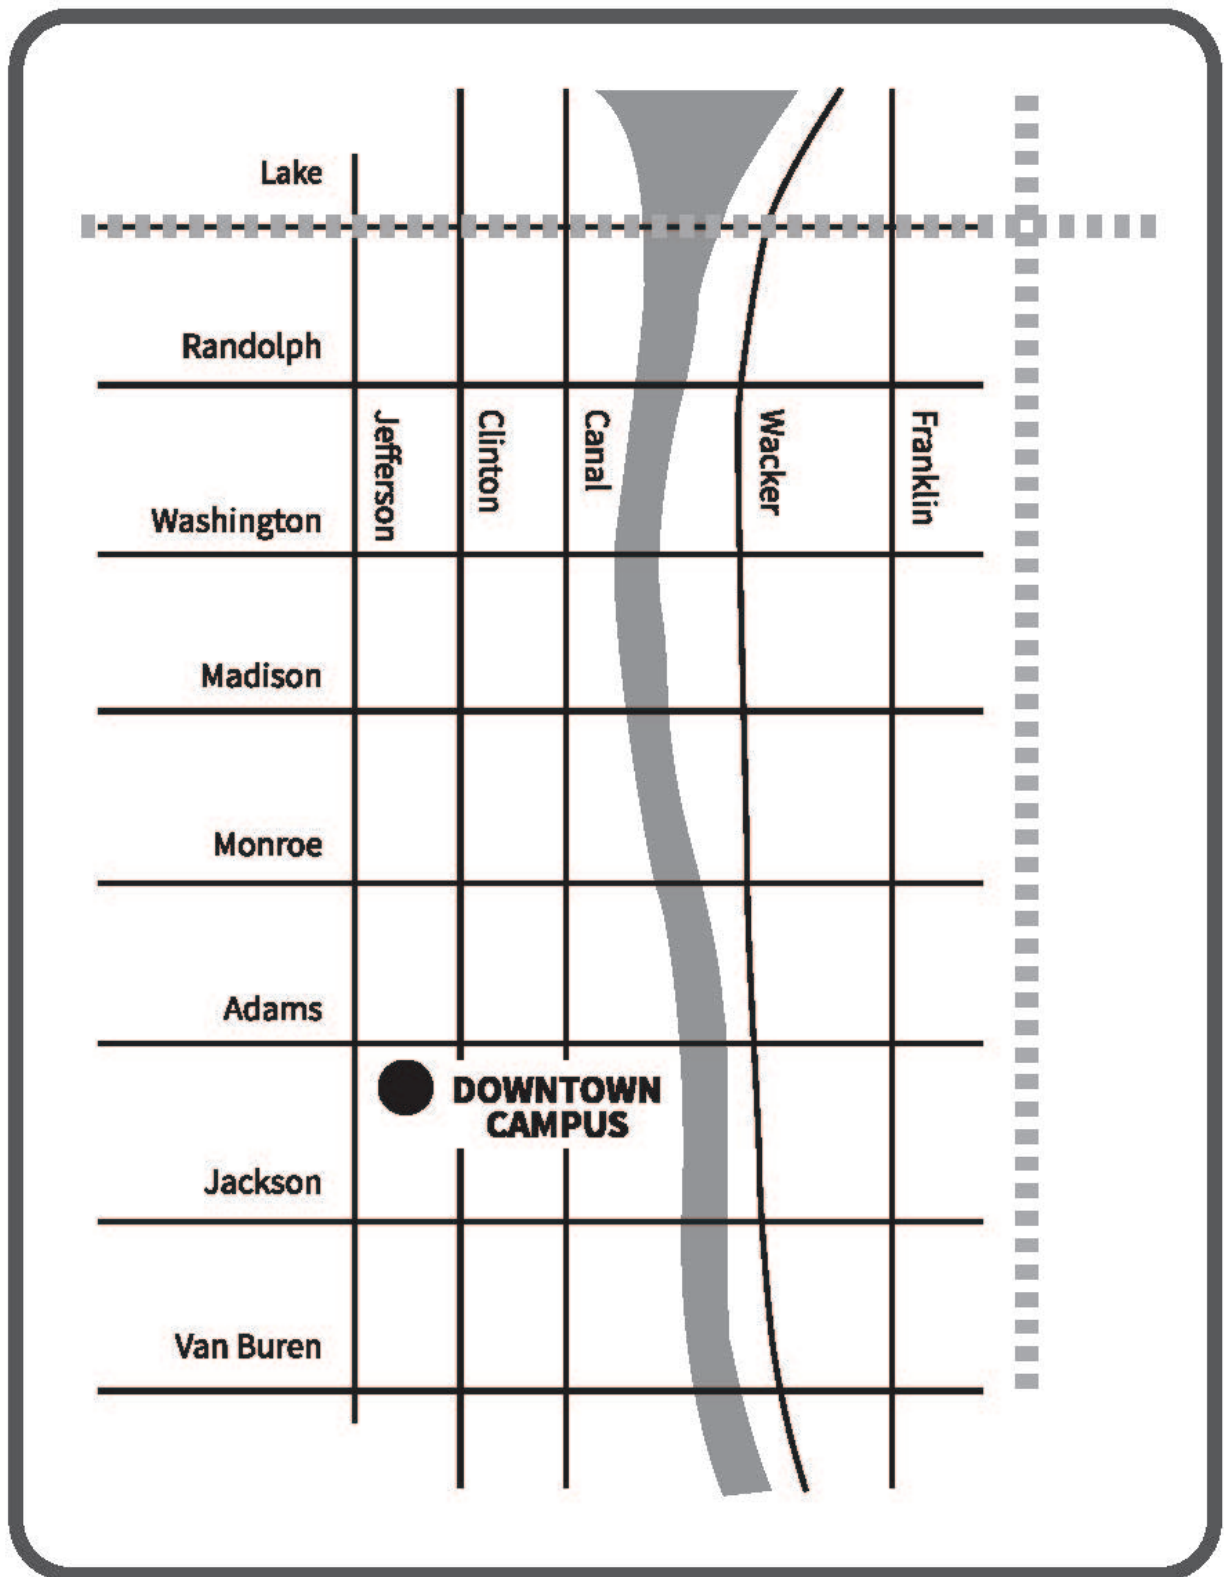 Lake
Randolph
Jefferson
Clinton
Canal
Wacker
Franklin
Washington
Madison
Monroe
Adams
DOWNTOWN
CAMPUS
Jackson
Van Buren